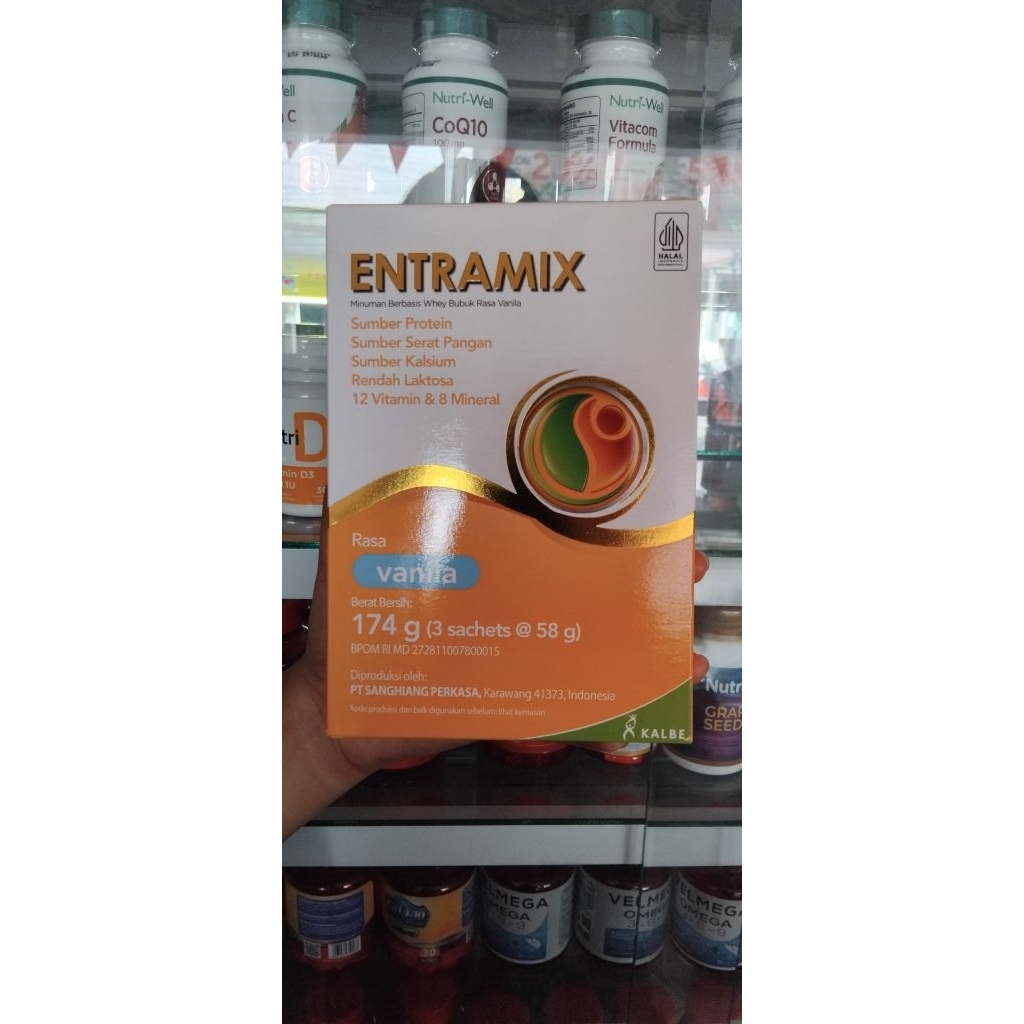 Nutri-Well
CoQ10
100mg
Nutri-Well
Vitacom
Formula
ENTRAMIX
Minuman Berbasis Whey Bubuk Rasa Vanila
HALAL
INDONESIA
Sumber Protein
Sumber Serat Pangan
Sumber Kalsium
Rendah Laktosa
12 Vitamin & 8 Mineral
Rasa
vanila
Berat Bersih:
174 g (3 sachets @ 58 g)
BPOM RI MD 272811007800015
Diproduksi oleh:
PT SANGHIANG PERKASA, Karawang 41373, Indonesia
Kode produksi dan baik digunakan sebelum: lihat kemasan
KALBE
OMEGA